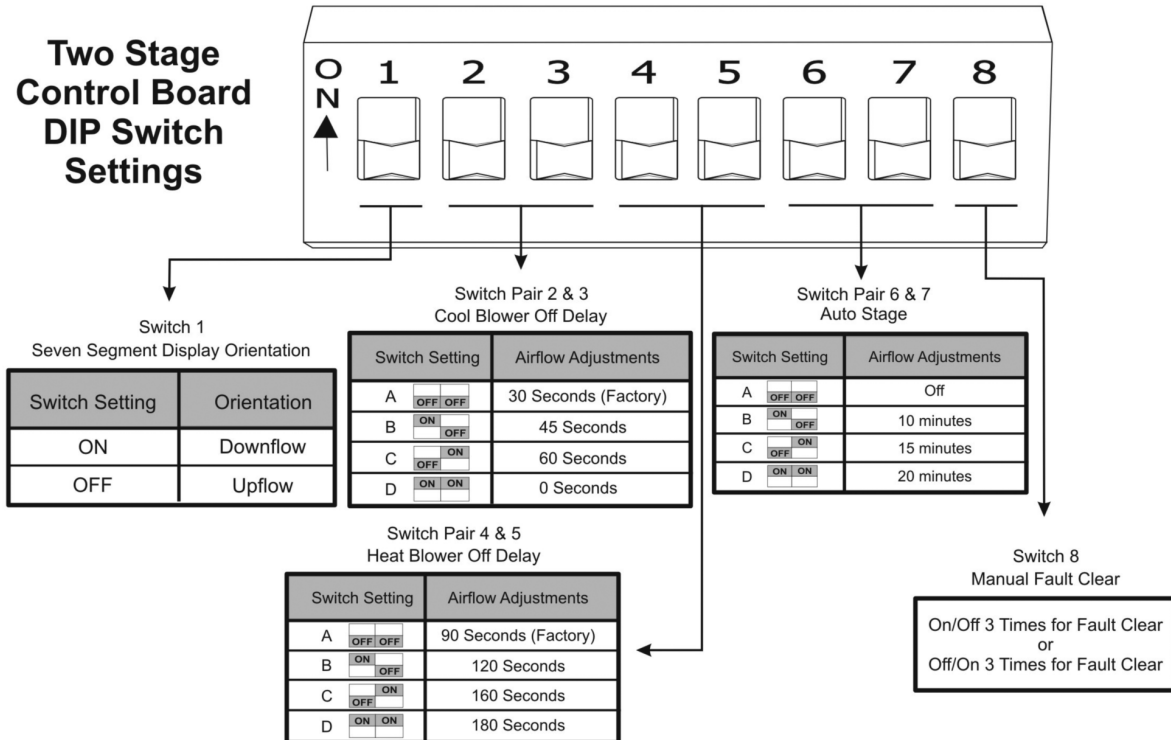 Two Stage
Control Board
DIP Switch
Settings
ON 1 2 3 4 5 6 7 8
Switch 1
Seven Segment Display Orientation
Switch Setting Orientation
ON Downflow
OFF Upflow
Switch Pair 2 & 3
Cool Blower Off Delay
Switch Setting Airflow Adjustments
A OFF OFF 30 Seconds (Factory)
B ON OFF 45 Seconds
C OFF ON 60 Seconds
D ON ON 0 Seconds
Switch Pair 6 & 7
Auto Stage
Switch Setting Airflow Adjustments
A OFF OFF Off
B ON OFF 10 minutes
C OFF ON 15 minutes
D ON ON 20 minutes
Switch Pair 4 & 5
Heat Blower Off Delay
Switch Setting Airflow Adjustments
A OFF OFF 90 Seconds (Factory)
B ON OFF 120 Seconds
C OFF ON 160 Seconds
D ON ON 180 Seconds
Switch 8
Manual Fault Clear
On/Off 3 Times for Fault Clear
or
Off/On 3 Times for Fault Clear